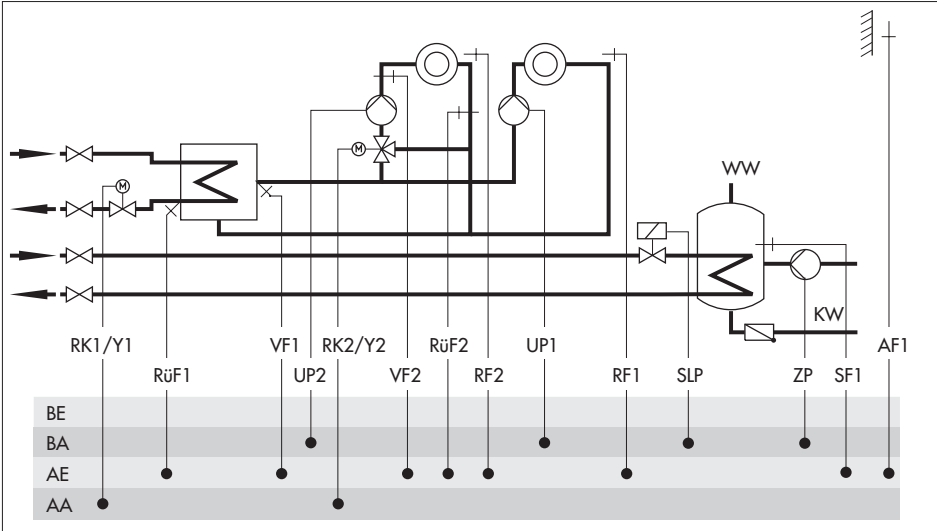 M
M
WW
KW
RK1/Y1 VF1 RK2/Y2 RüF2 UP1 AF1
RüF1 UP2 VF2 RF2 RF1 SLP ZP SF1
BE
BA
AE
AA